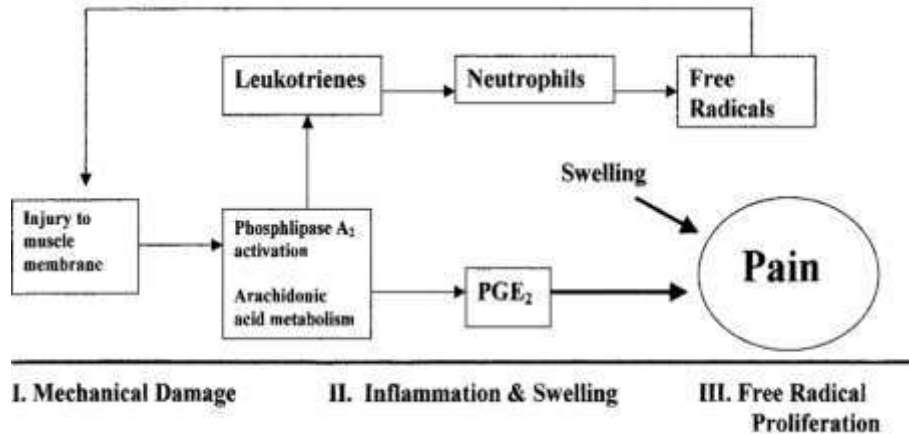 Leukotrienes
Neutrophils
Free
Radicals
Swelling
Injury to
muscle
membrane
Phosphlipase A₂
activation
Arachidonic
acid metabolism
PGE₂
Pain
I. Mechanical Damage
II. Inflammation & Swelling
III. Free Radical
Proliferation